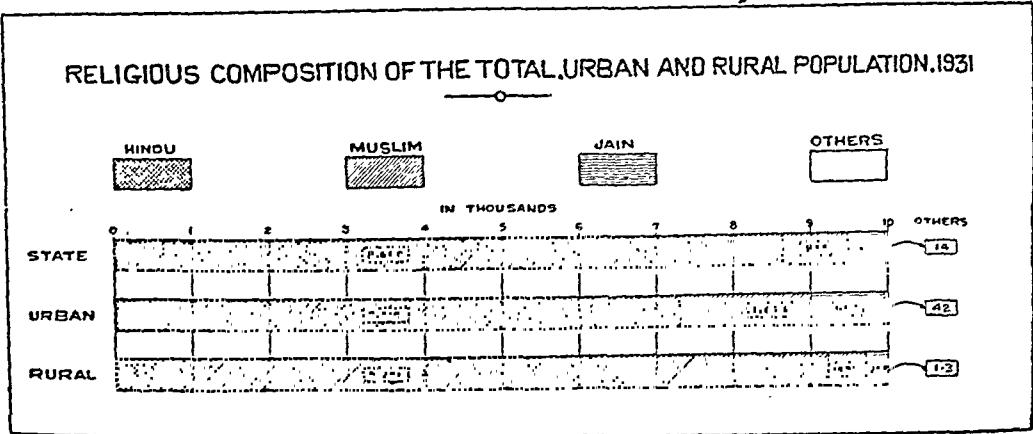 RELIGIOUS COMPOSITION OF THE TOTAL, URBAN AND RURAL POPULATION. 1931
HINDU MUSLIM JAIN OTHERS
IN THOUSANDS
0 1 2 3 4 5 6 7 8 9 10 OTHERS
STATE 14
URBAN 42
RURAL 1·3